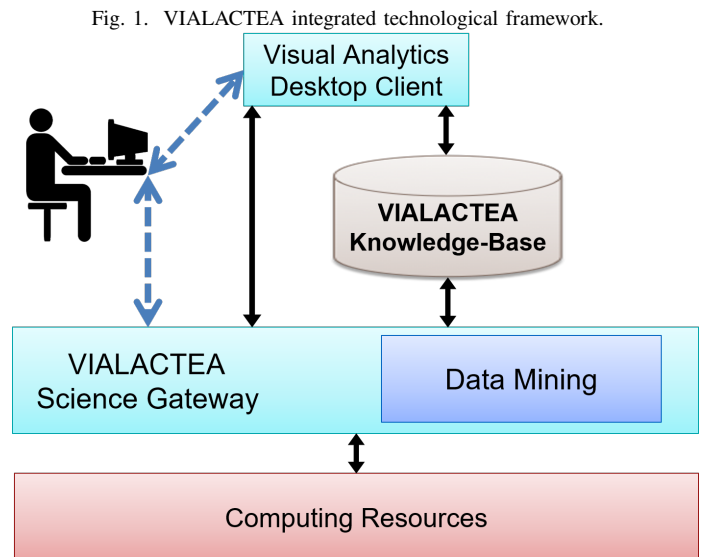 Fig. 1. VIALACTEA integrated technological framework.
Visual Analytics
Desktop Client
VIALACTEA
Knowledge-Base
VIALACTEA
Science Gateway
Data Mining
Computing Resources